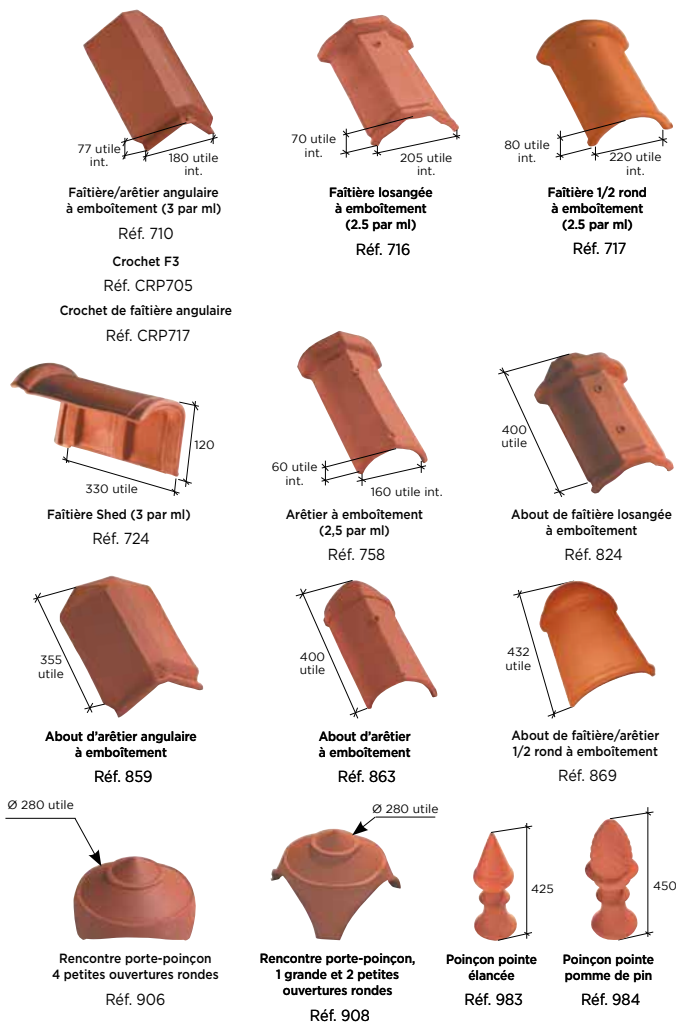 77 utile
int.
180 utile
int.
Faîtière/arêtier angulaire
à emboîtement (3 par ml)
Réf. 710
Crochet F3
Réf. CRP705
Crochet de faîtière angulaire
Réf. CRP717
70 utile
int.
205 utile
int.
Faîtière losangée
à emboîtement
(2.5 par ml)
Réf. 716
80 utile
int.
220 utile
int.
Faîtière 1/2 rond
à emboîtement
(2.5 par ml)
Réf. 717
120
330 utile
Faîtière Shed (3 par ml)
Réf. 724
60 utile
int.
160 utile int.
Arêtier à emboîtement
(2,5 par ml)
Réf. 758
400
utile
About de faîtière losangée
à emboîtement
Réf. 824
355
utile
About d'arêtier angulaire
à emboîtement
Réf. 859
400
utile
About d'arêtier
à emboîtement
Réf. 863
432
utile
About de faîtière/arêtier
1/2 rond à emboîtement
Réf. 869
Ø 280 utile
Rencontre porte-poinçon
4 petites ouvertures rondes
Réf. 906
Ø 280 utile
Rencontre porte-poinçon,
1 grande et 2 petites
ouvertures rondes
Réf. 908
425
Poinçon pointe
élancée
Réf. 983
450
Poinçon pointe
pomme de pin
Réf. 984